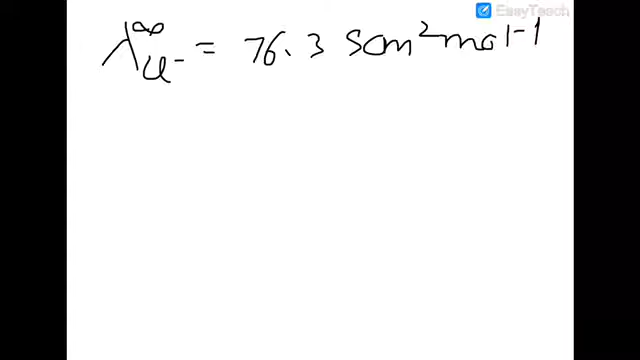 EasyTeach
λ∞Cl- = 76.3 Scm²mol-1